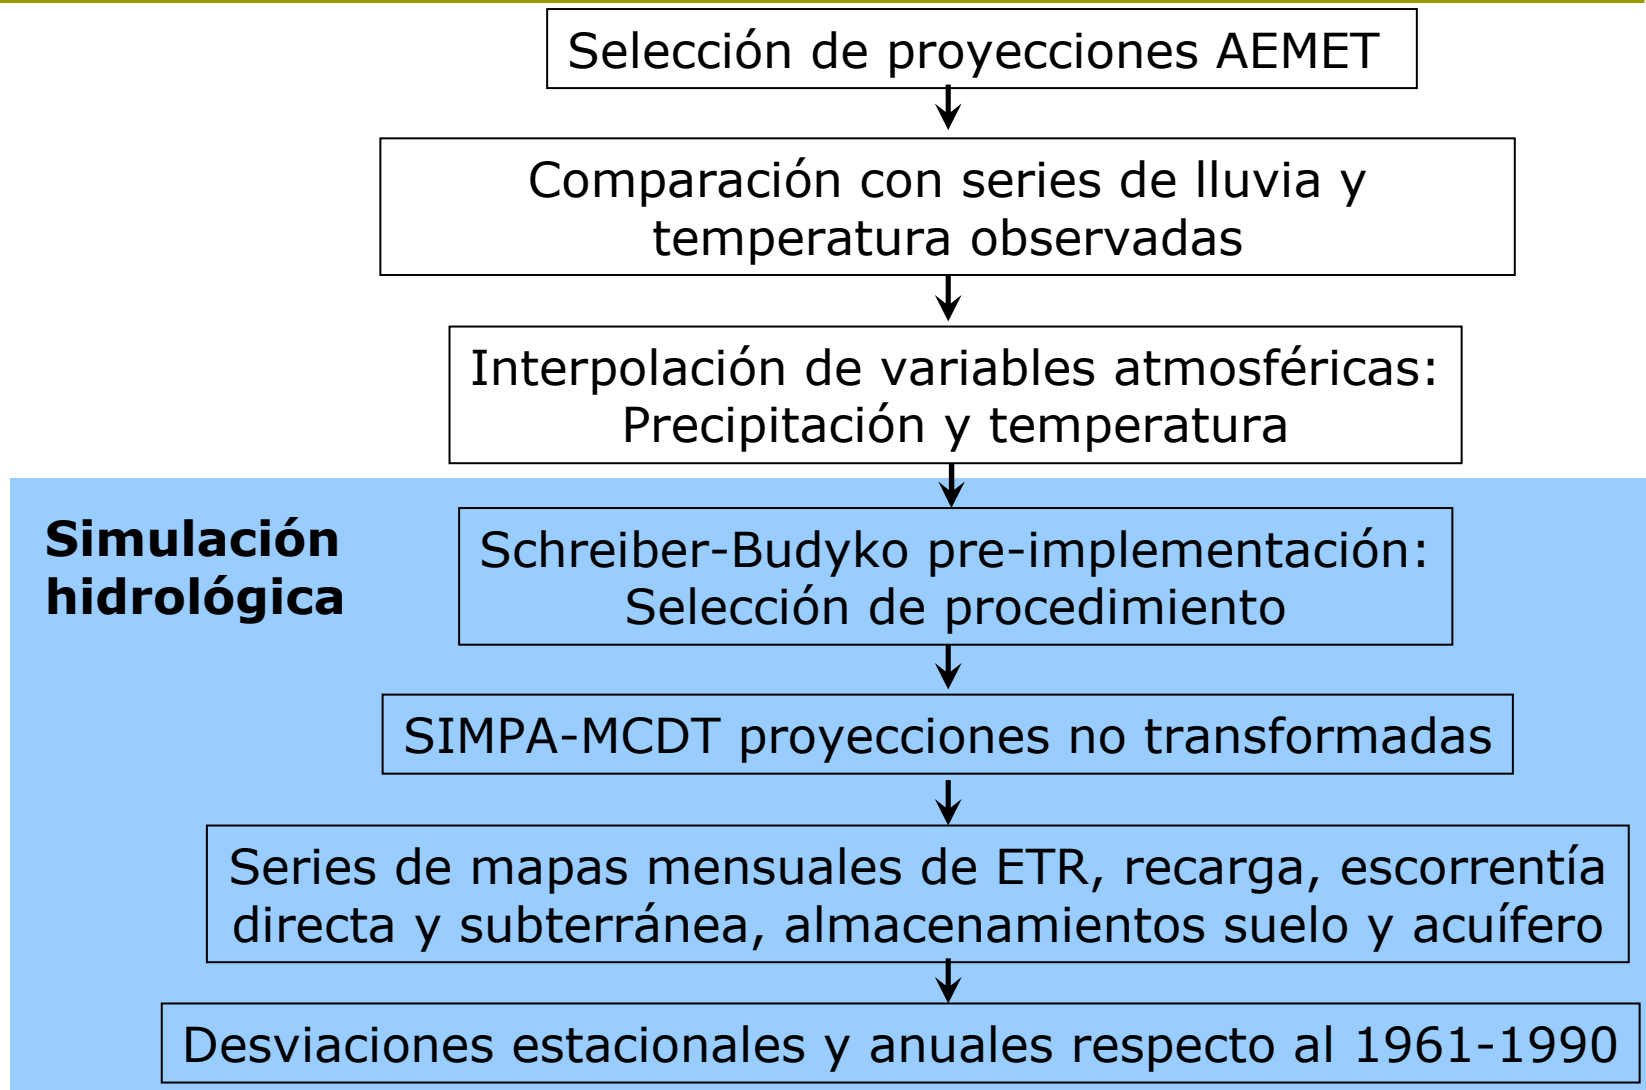 Selección de proyecciones AEMET
Comparación con series de lluvia y
temperatura observadas
Interpolación de variables atmosféricas:
Precipitación y temperatura
Simulación
hidrológica
Schreiber-Budyko pre-implementación:
Selección de procedimiento
SIMPA-MCDT proyecciones no transformadas
Series de mapas mensuales de ETR, recarga, escorrentía
directa y subterránea, almacenamientos suelo y acuífero
Desviaciones estacionales y anuales respecto al 1961-1990